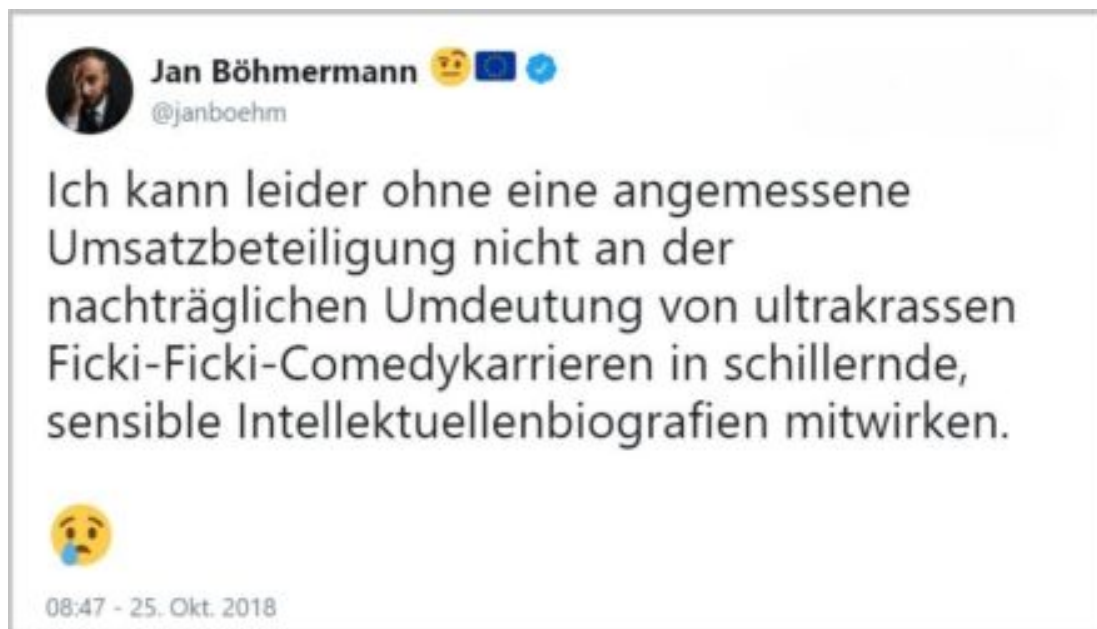 Jan Böhmermann 🤨🇪🇺
@janboehm
Ich kann leider ohne eine angemessene
Umsatzbeteiligung nicht an der
nachträglichen Umdeutung von ultrakrassen
Ficki-Ficki-Comedykarrieren in schillernde,
sensible Intellektuellenbiografien mitwirken.
😢
08:47 - 25. Okt. 2018